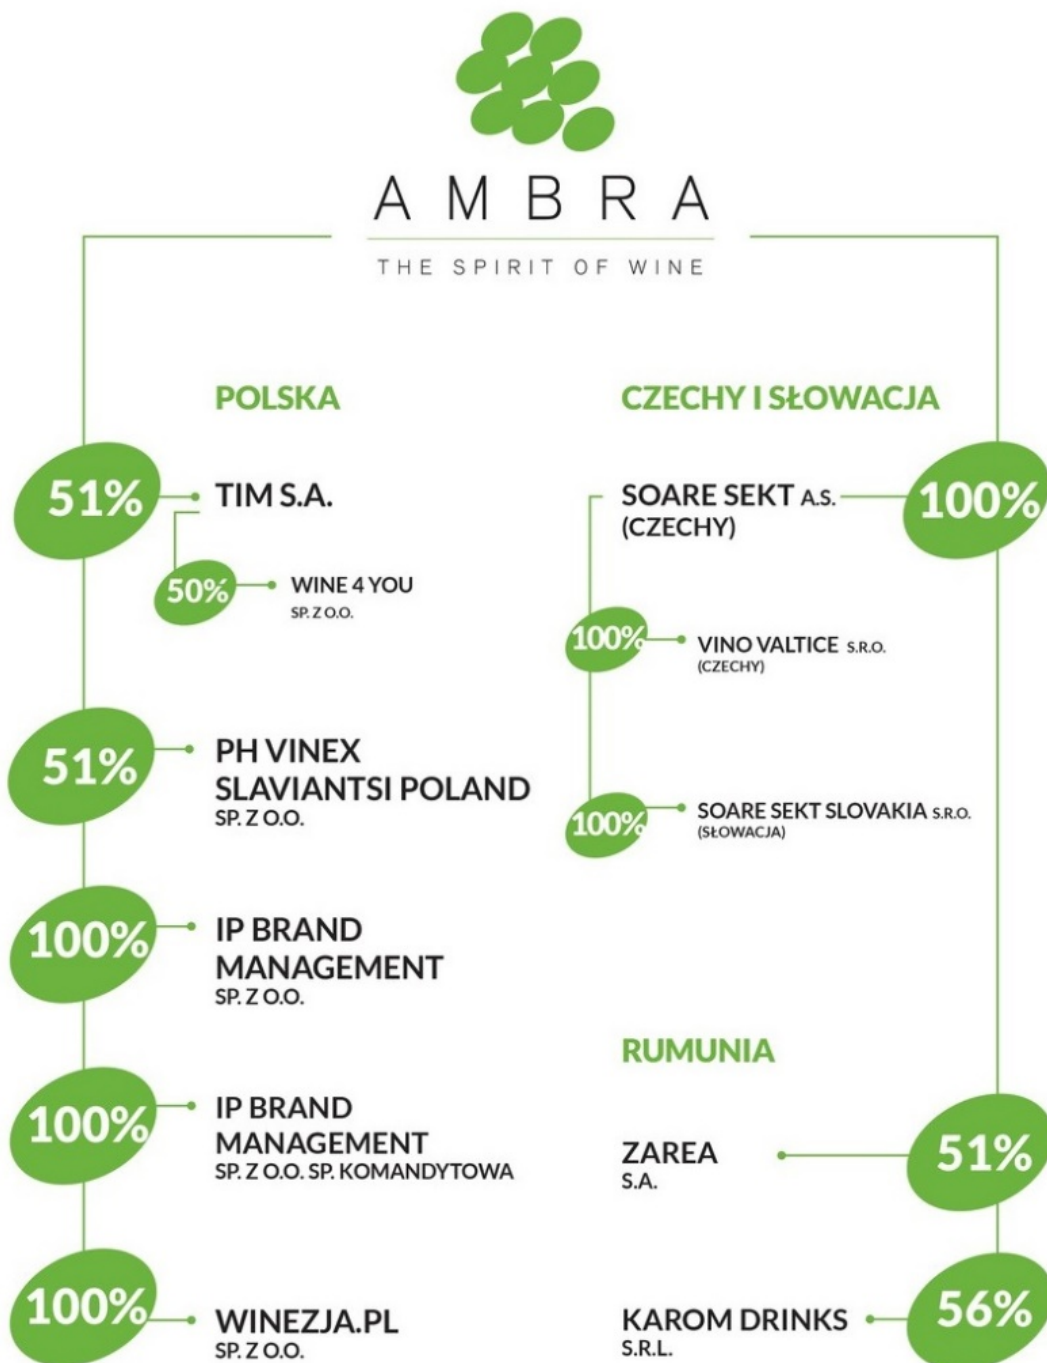 AMBRA
THE SPIRIT OF WINE
POLSKA
51%
TIM S.A.
50%
WINE 4 YOU
SP. Z O.O.
51%
PH VINEX
SLAVIANTSI POLAND
SP. Z O.O.
100%
IP BRAND
MANAGEMENT
SP. Z O.O.
100%
IP BRAND
MANAGEMENT
SP. Z O.O. SP. KOMANDYTOWA
100%
WINEZJA.PL
SP. Z O.O.
CZECHY I SŁOWACJA
SOARE SEKT A.S.
(CZECHY)
100%
100%
VINO VALTICE S.R.O.
(CZECHY)
100%
SOARE SEKT SLOVAKIA S.R.O.
(SŁOWACJA)
RUMUNIA
ZAREA
S.A.
51%
KAROM DRINKS
S.R.L.
56%